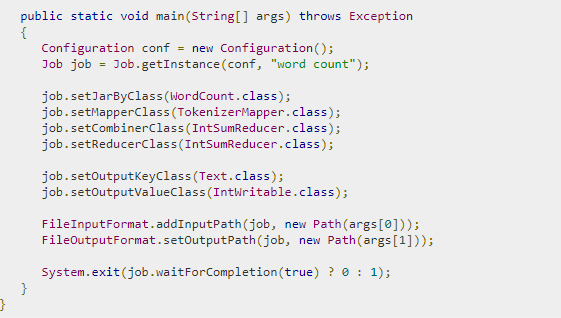 public static void main(String[] args) throws Exception
{
Configuration conf = new Configuration();
Job job = Job.getInstance(conf, "word count");
job.setJarByClass(WordCount.class);
job.setMapperClass(TokenizerMapper.class);
job.setCombinerClass(IntSumReducer.class);
job.setReducerClass(IntSumReducer.class);
job.setOutputKeyClass(Text.class);
job.setOutputValueClass(IntWritable.class);
FileInputFormat.addInputPath(job, new Path(args[0]));
FileOutputFormat.setOutputPath(job, new Path(args[1]));
System.exit(job.waitForCompletion(true) ? 0 : 1);
}
}